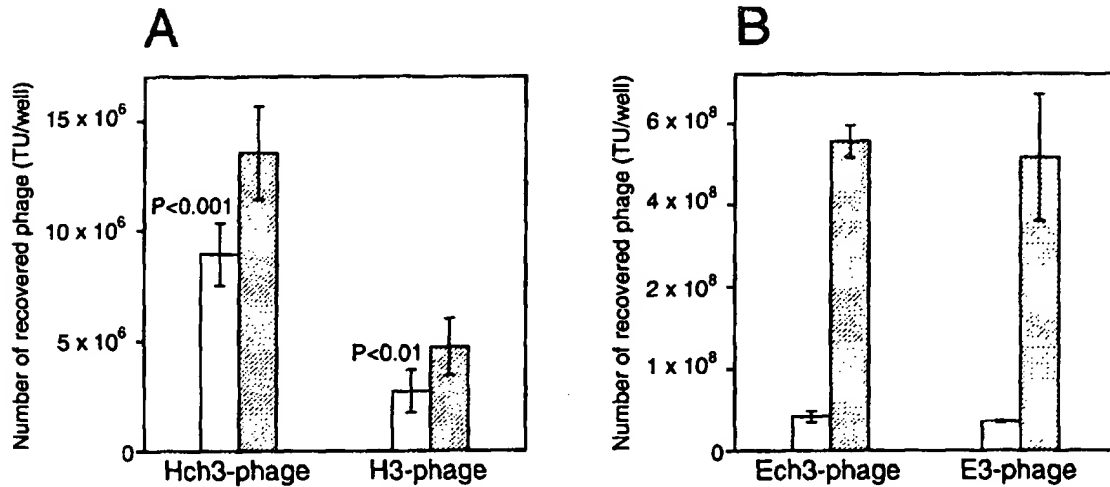 A
Number of recovered phage (TU/well)
15 x 10⁶
10 x 10⁶
5 x 10⁶
0
P<0.001
P<0.01
Hch3-phage
H3-phage
B
Number of recovered phage (TU/well)
6 x 10⁸
4 x 10⁸
2 x 10⁸
1 x 10⁸
0
Ech3-phage
E3-phage